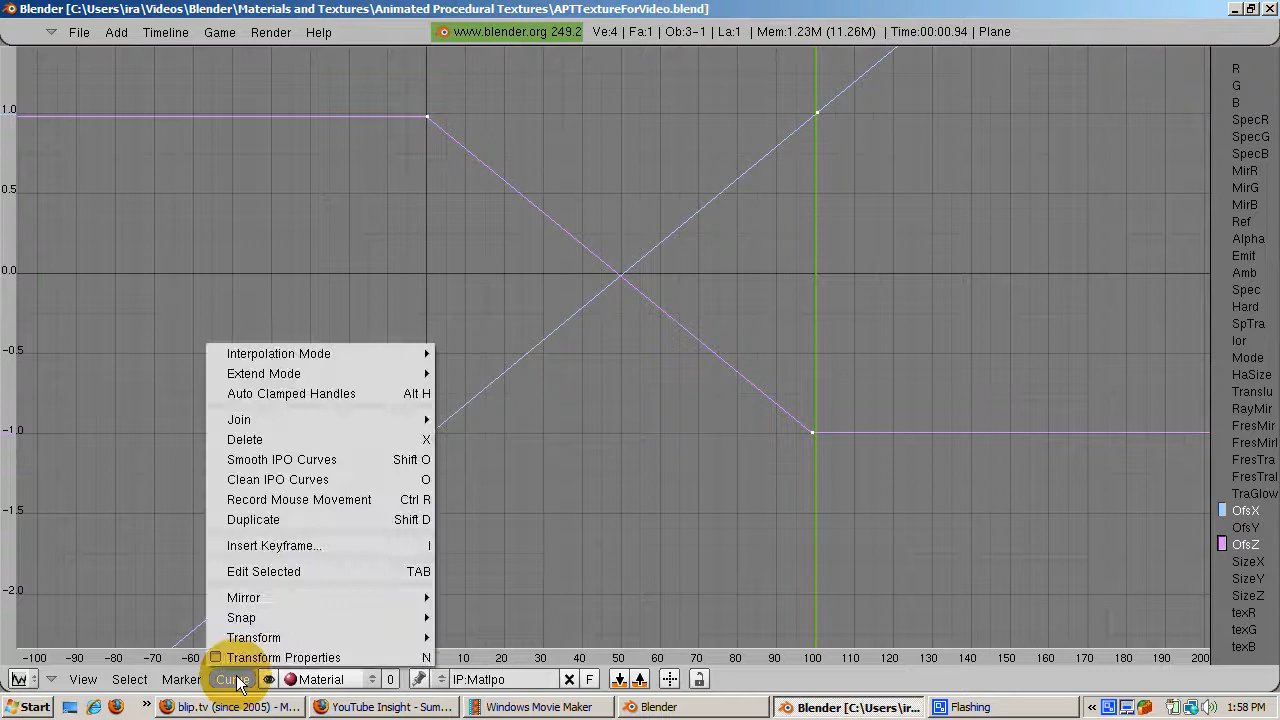 Blender [C:\Users\ira\Videos\Blender\Materials and Textures\Animated Procedural Textures\APTTextureForVideo.blend]
File Add Timeline Game Render Help www.blender.org 249.2 Ve:4 | Fa:1 | Ob:3-1 | La:1 | Mem:1.23M (11.26M) | Time:00:00.94 | Plane
1.0
0.5
0.0
-0.5
-1.0
-1.5
-2.0
Interpolation Mode
Extend Mode
Auto Clamped Handles Alt H
Join
Delete X
Smooth IPO Curves Shift O
Clean IPO Curves O
Record Mouse Movement Ctrl R
Duplicate Shift D
Insert Keyframe... I
Edit Selected TAB
Mirror
Snap
Transform
Transform Properties N
R
G
B
SpecR
SpecG
SpecB
MirR
MirG
MirB
Ref
Alpha
Emit
Amb
Spec
Hard
SpTra
Ior
Mode
HaSize
Translu
RayMir
FresMir
FresMirI
FresTra
FresTraI
TraGlow
OfsX
OfsY
OfsZ
SizeX
SizeY
SizeZ
texR
texG
texB
-100 -90 -80 -70 -60 10 20 30 40 50 60 70 80 90 100 110 120 130 140 150 160 170 180 190 200
View Select Marker Curve Material 0 IP:MatIpo F
Start blip.tv (since 2005) - M... YouTube Insight - Sum... Windows Movie Maker Blender Blender [C:\Users\ir... Flashing 1:58 PM